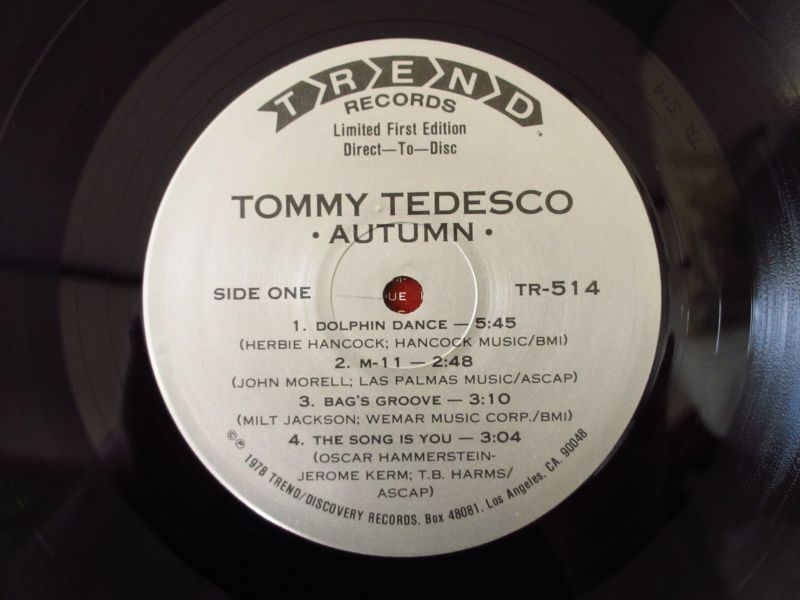 TREND
RECORDS
Limited First Edition
Direct—To—Disc
TOMMY TEDESCO
• AUTUMN •
SIDE ONE
TR-514
1. DOLPHIN DANCE — 5:45
(HERBIE HANCOCK; HANCOCK MUSIC/BMI)
2. M-11 — 2:48
(JOHN MORELL; LAS PALMAS MUSIC/ASCAP)
3. BAG'S GROOVE — 3:10
(MILT JACKSON; WEMAR MUSIC CORP./BMI)
4. THE SONG IS YOU — 3:04
(OSCAR HAMMERSTEIN-
JEROME KERM; T.B. HARMS/
ASCAP)
©℗ 1978 TREND/DISCOVERY RECORDS. Box 48081, Los Angeles, CA. 90048
UE
TR 514